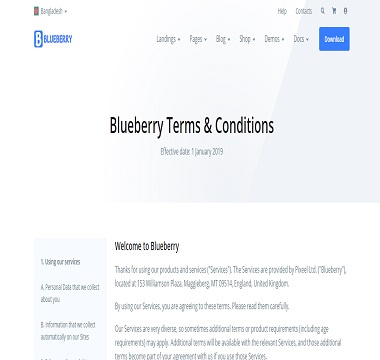 Bangladesh
Help Contacts
BLUEBERRY
Landings Pages Blog Shop Demos Docs Download
Blueberry Terms & Conditions
Effective date: 1 January 2019
1. Using our services
A. Personal Data that we collect
about you
B. Information that we collect
automatically on our Sites
Welcome to Blueberry
Thanks for using our products and services ("Services"). The Services are provided by Pixeel Ltd. ("Blueberry"),
located at 153 Williamson Plaza, Maggieberg, MT 09514, England, United Kingdom.
By using our Services, you are agreeing to these terms. Please read them carefully.
Our Services are very diverse, so sometimes additional terms or product requirements (including age
requirements) may apply. Additional terms will be available with the relevant Services, and those additional
terms become part of your agreement with us if you use those Services.